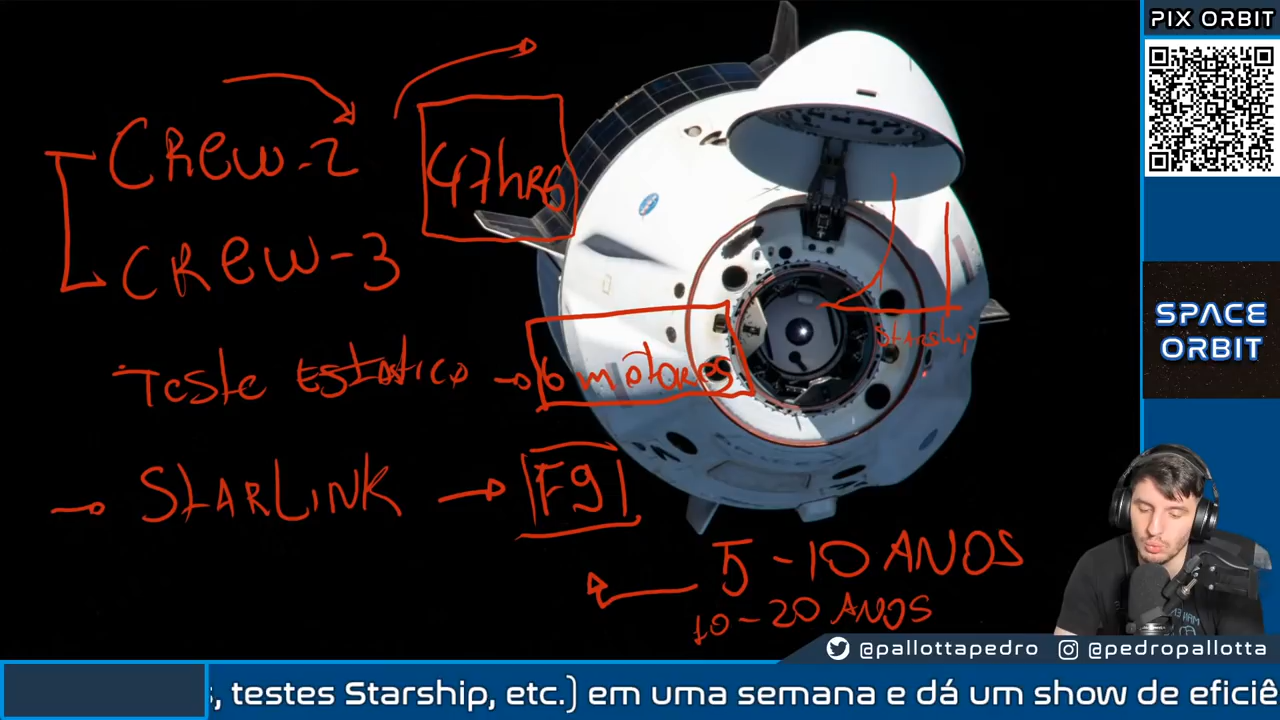 PIX ORBIT
CREW-2
47HRS
CREW-3
Teste Estático → 6 motores
Starship
STARLINK → F9
5-10 ANOS
10-20 ANOS
SPACE
ORBIT
@pallottapedro @pedropallotta
, testes Starship, etc.) em uma semana e dá um show de eficiê